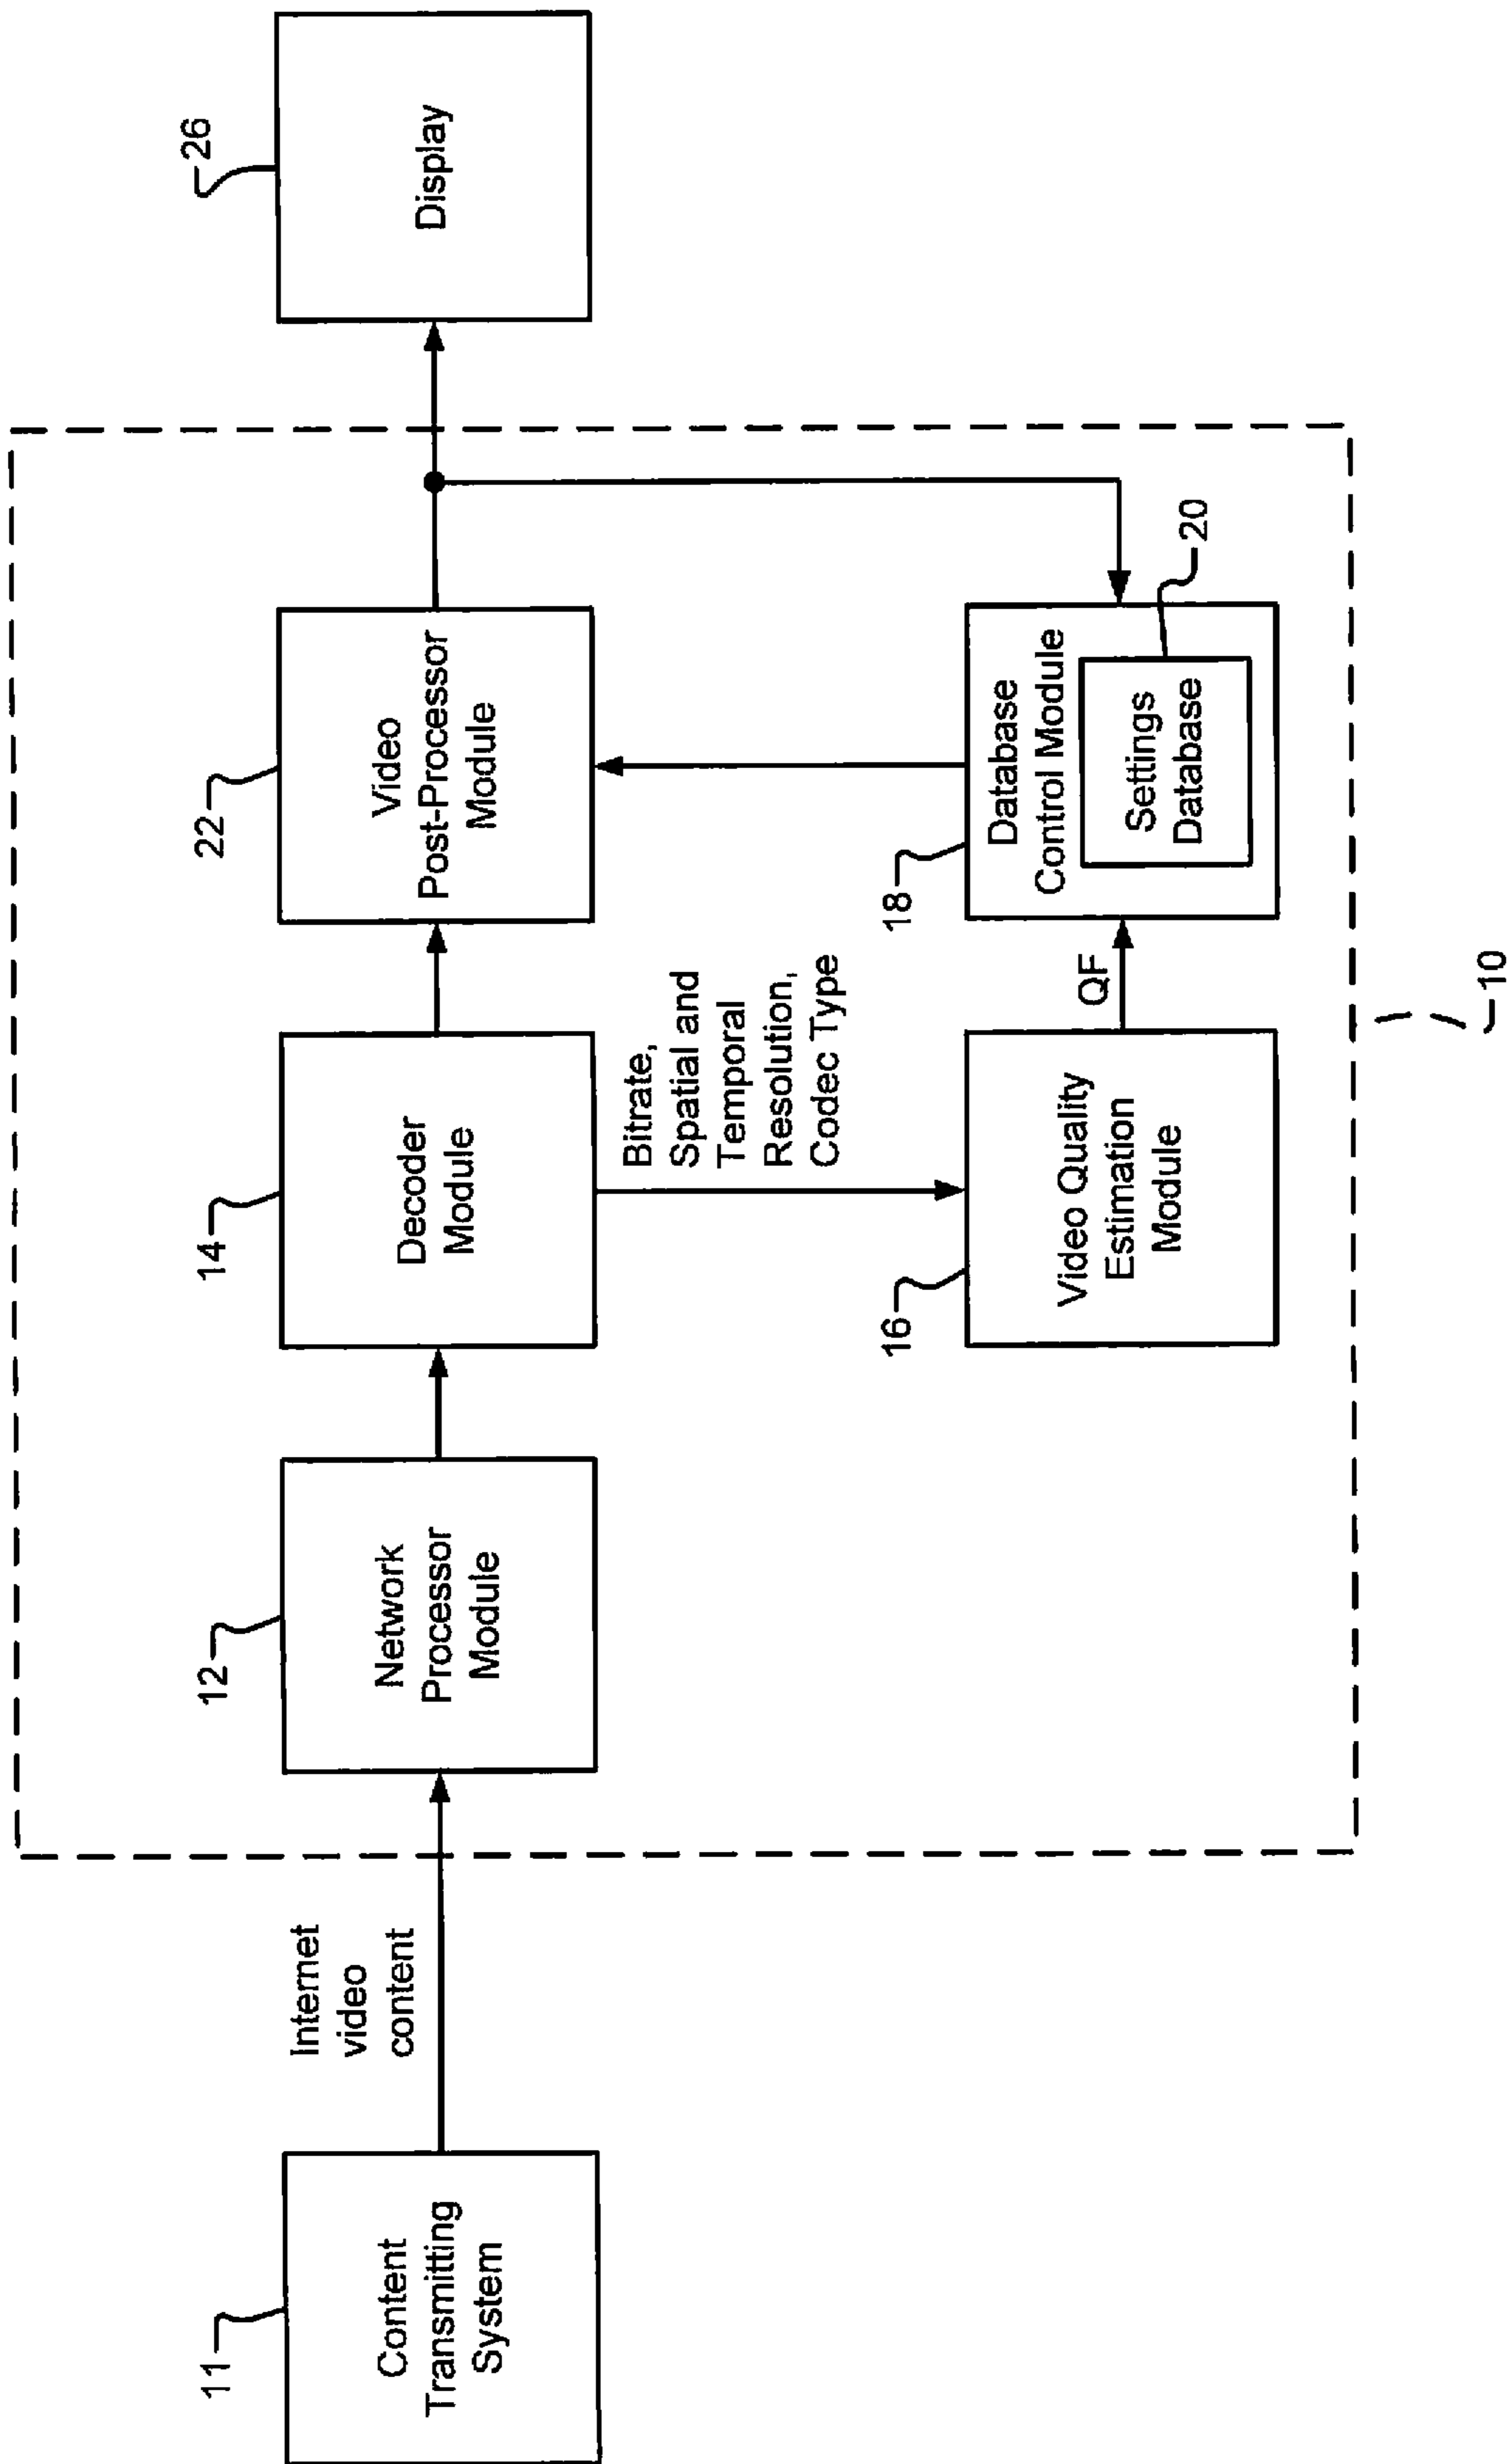 11
Content
Transmitting
System
Internet
video
content
12
Network
Processor
Module
14
Decoder
Module
Bitrate,
Spatial and
Temporal
Resolution,
Codec Type
16
Video Quality
Estimation
Module
QF
18
Database
Control Module
Settings
Database
20
22
Video
Post-Processor
Module
26
Display
10